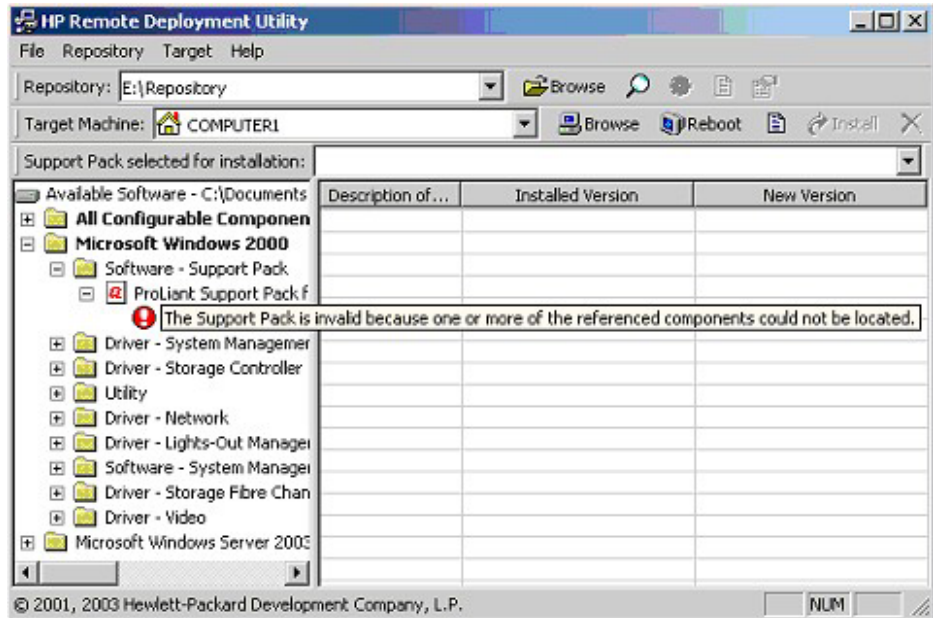 HP Remote Deployment Utility
File Repository Target Help
Repository: E:\Repository Browse
Target Machine: COMPUTER1 Browse Reboot Install
Support Pack selected for installation:
Available Software - C:\Documents
Description of... Installed Version New Version
All Configurable Componen
Microsoft Windows 2000
Software - Support Pack
ProLiant Support Pack f
The Support Pack is invalid because one or more of the referenced components could not be located.
Driver - System Managemer
Driver - Storage Controller
Utility
Driver - Network
Driver - Lights-Out Manager
Software - System Manager
Driver - Storage Fibre Chan
Driver - Video
Microsoft Windows Server 2003
© 2001, 2003 Hewlett-Packard Development Company, L.P. NUM